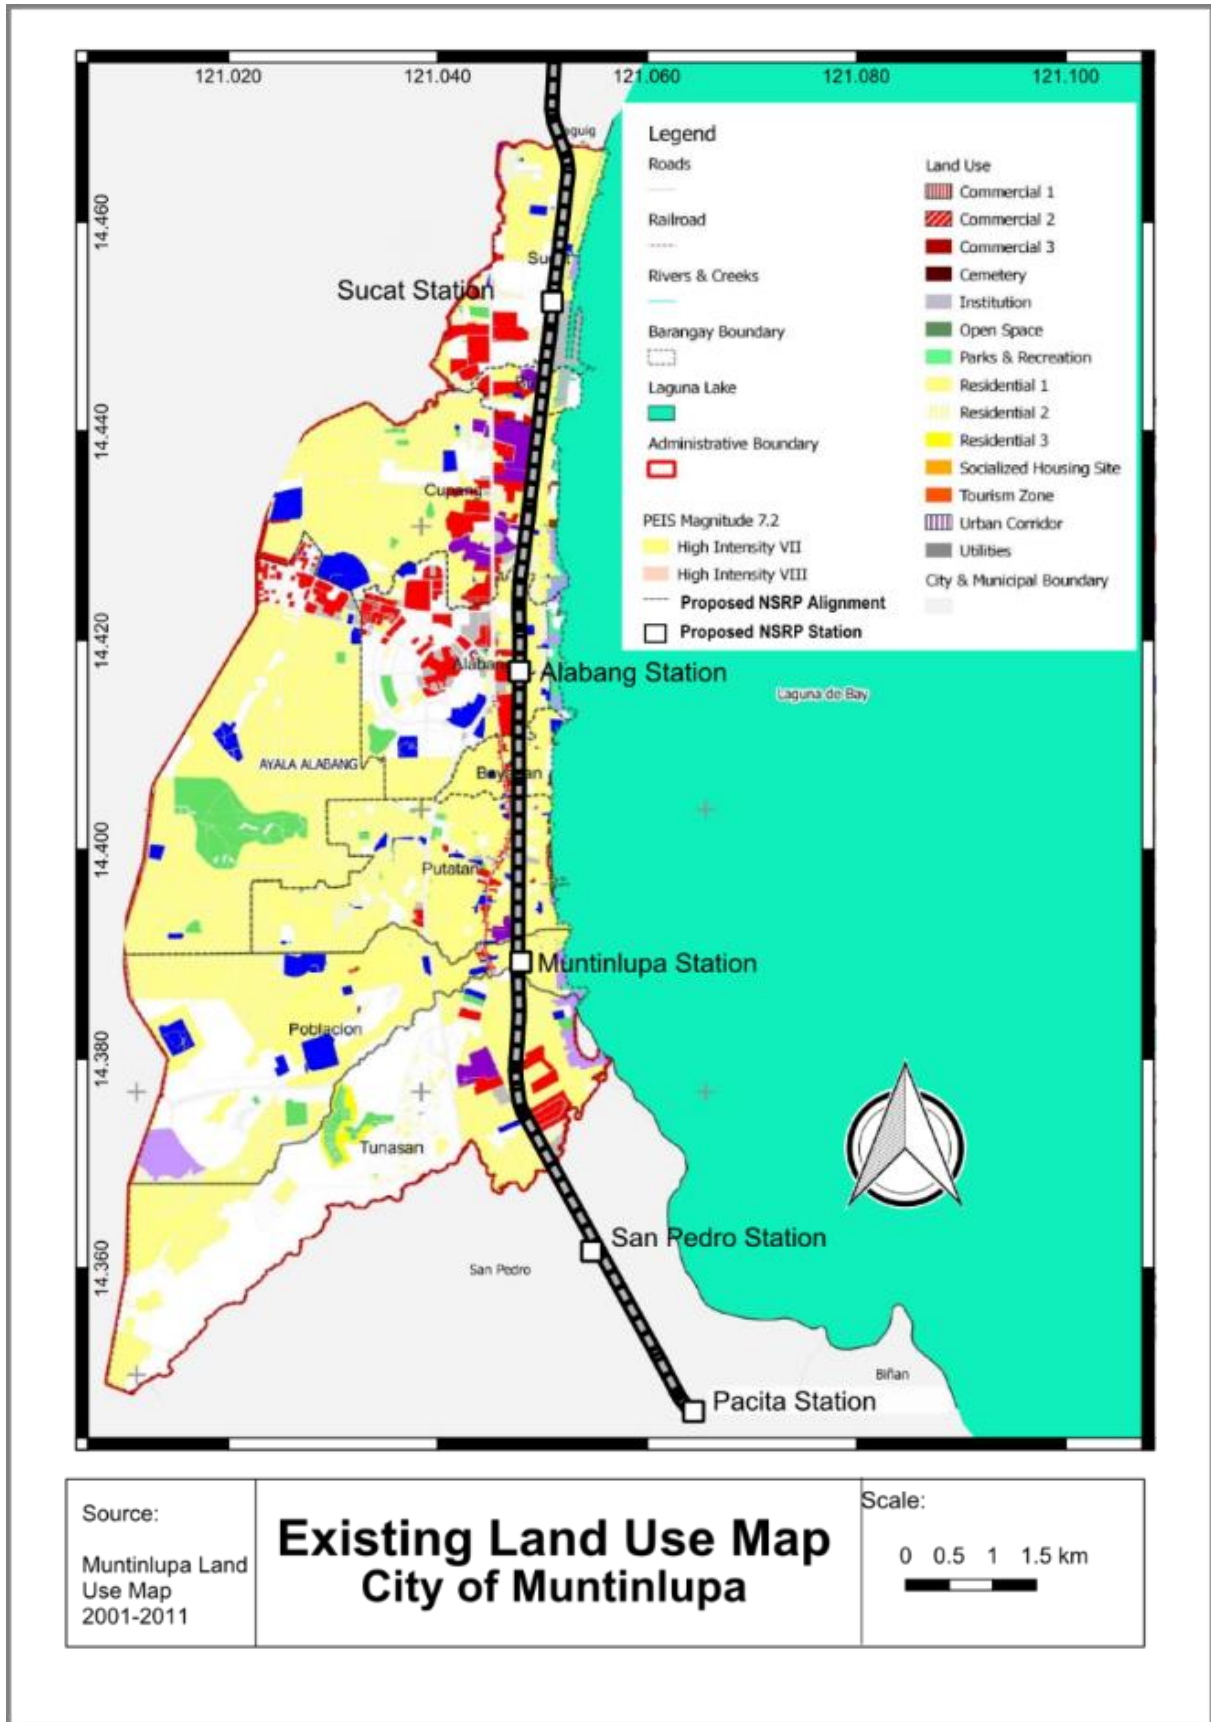 121.020
121.040
121.060
121.080
121.100
14.460
14.440
14.420
14.400
14.380
14.360
Legend
Roads
Railroad
Rivers & Creeks
Barangay Boundary
Laguna Lake
Administrative Boundary
PEIS Magnitude 7.2
High Intensity VII
High Intensity VIII
Proposed NSRP Alignment
Proposed NSRP Station
Land Use
Commercial 1
Commercial 2
Commercial 3
Cemetery
Institution
Open Space
Parks & Recreation
Residential 1
Residential 2
Residential 3
Socialized Housing Site
Tourism Zone
Urban Corridor
Utilities
City & Municipal Boundary
Sucat Station
Cupang
Alabang Station
Laguna de Bay
AYALA ALABANG
Putatan
Muntinlupa Station
Poblacion
Tunasan
San Pedro Station
San Pedro
Biñan
Pacita Station
Source:
Muntinlupa Land
Use Map
2001-2011
Existing Land Use Map
City of Muntinlupa
Scale:
0 0.5 1 1.5 km